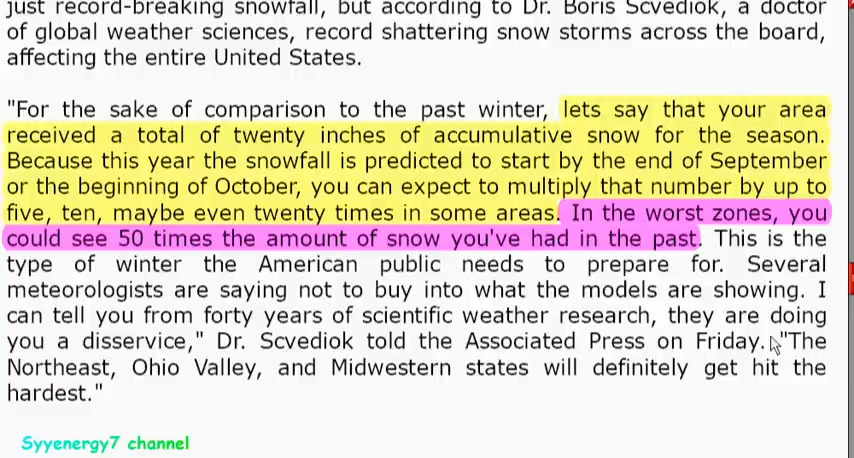 just record-breaking snowfall, but according to Dr. Boris Scvediok, a doctor
of global weather sciences, record shattering snow storms across the board,
affecting the entire United States.
"For the sake of comparison to the past winter, lets say that your area
received a total of twenty inches of accumulative snow for the season.
Because this year the snowfall is predicted to start by the end of September
or the beginning of October, you can expect to multiply that number by up to
five, ten, maybe even twenty times in some areas. In the worst zones, you
could see 50 times the amount of snow you've had in the past. This is the
type of winter the American public needs to prepare for. Several
meteorologists are saying not to buy into what the models are showing. I
can tell you from forty years of scientific weather research, they are doing
you a disservice," Dr. Scvediok told the Associated Press on Friday. "The
Northeast, Ohio Valley, and Midwestern states will definitely get hit the
hardest."
Syyenergy7 channel